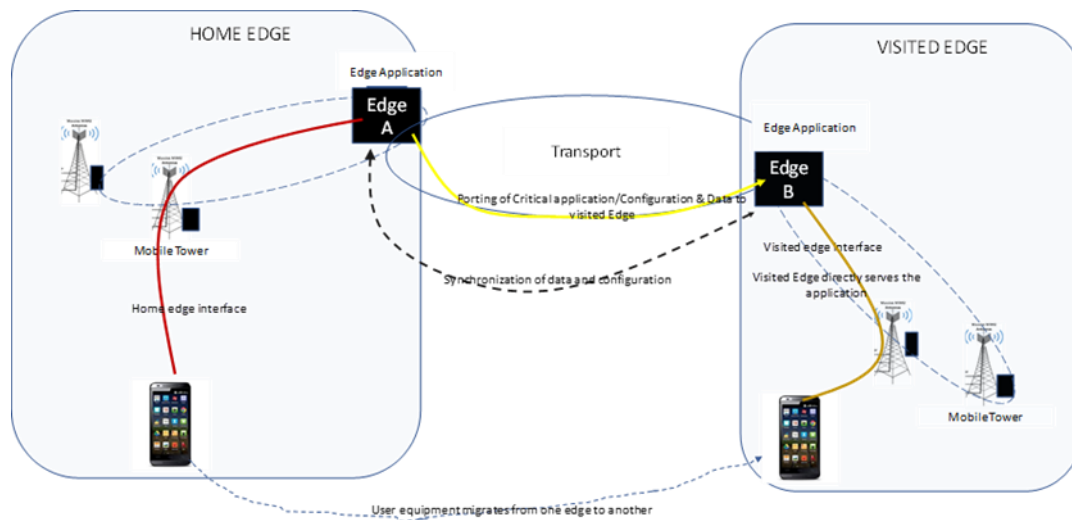 HOME EDGE
VISITED EDGE
Edge Application
Edge
A
Edge Application
Transport
Edge
B
Porting of Critical application/Configuration & Data to
visited Edge
Mobile Tower
Visited edge interface
Synchronization of data and configuration
Visited Edge directly serves the
application
Home edge interface
Mobile Tower
User equipment migrates from one edge to another